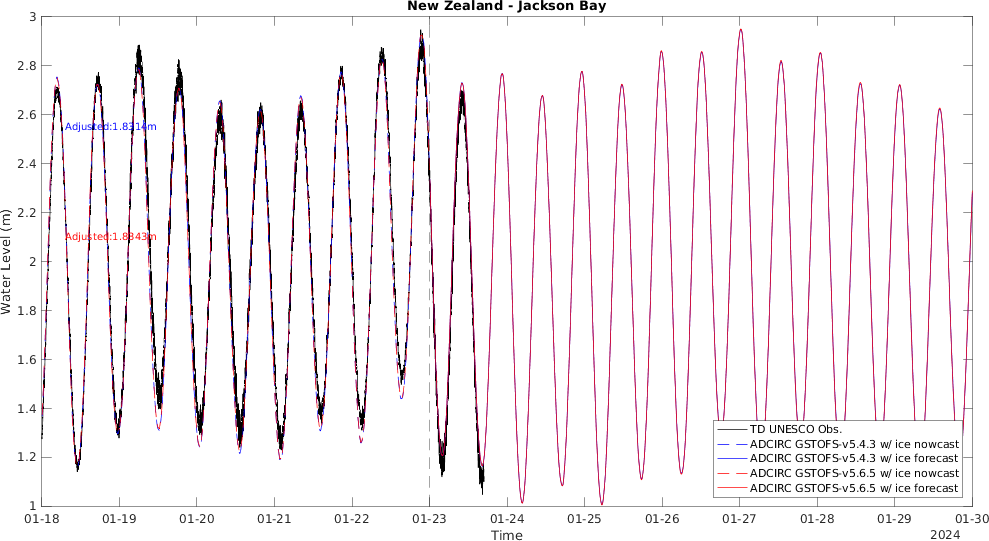 New Zealand - Jackson Bay
3
2.8
2.6
2.4
2.2
2
1.8
1.6
1.4
1.2
1
Water Level (m)
Adjusted:1.8314m
Adjusted:1.8343m
TD UNESCO Obs.
ADCIRC GSTOFS-v5.4.3 w/ ice nowcast
ADCIRC GSTOFS-v5.4.3 w/ ice forecast
ADCIRC GSTOFS-v5.6.5 w/ ice nowcast
ADCIRC GSTOFS-v5.6.5 w/ ice forecast
01-18 01-19 01-20 01-21 01-22 01-23 01-24 01-25 01-26 01-27 01-28 01-29 01-30
Time
2024